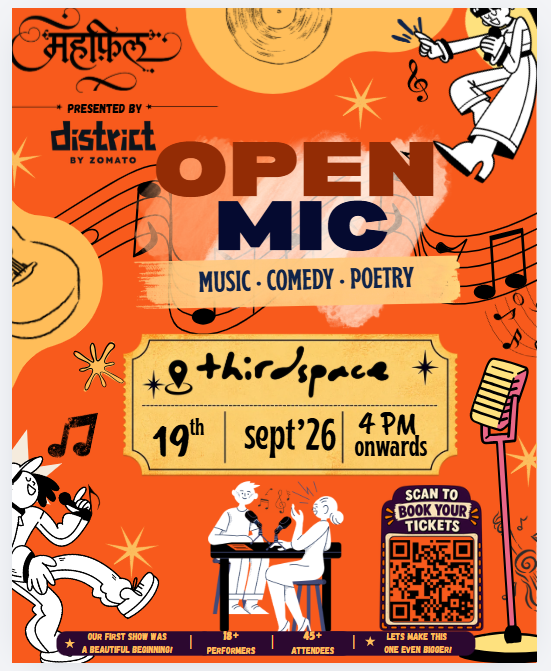 महफ़िल
PRESENTED BY
district
BY ZOMATO
OPEN
MIC
MUSIC · COMEDY · POETRY
thirdspace
19th
sept'26
4 PM
onwards
SCAN TO
BOOK YOUR
TICKETS
OUR FIRST SHOW WAS
A BEAUTIFUL BEGINNING!
18+
PERFORMERS
45+
ATTENDEES
LETS MAKE THIS
ONE EVEN BIGGER!